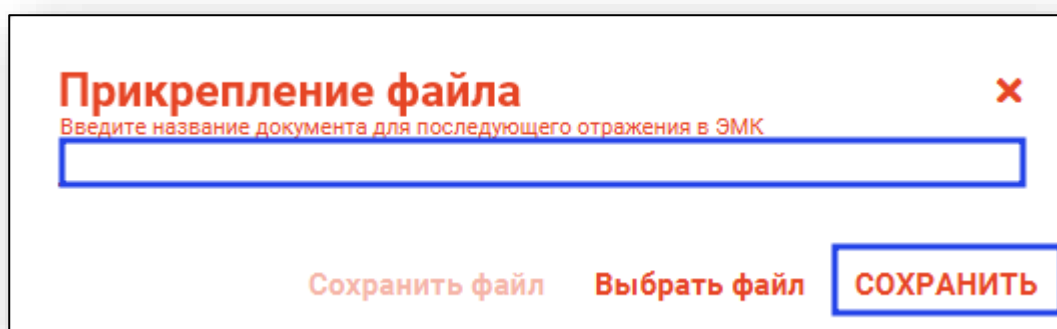 Прикрепление файла
Введите название документа для последующего отражения в ЭМК
Сохранить файл Выбрать файл СОХРАНИТЬ